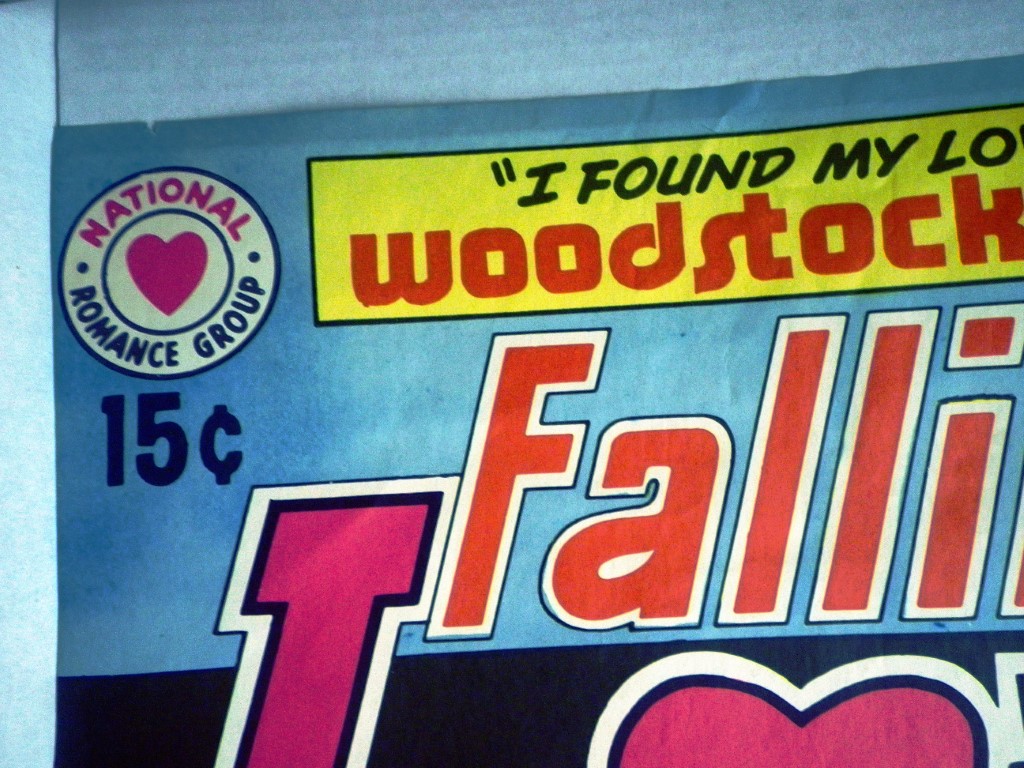 NATIONAL
• ROMANCE GROUP •
15¢
"I FOUND MY LO
woodstock
Falli
I